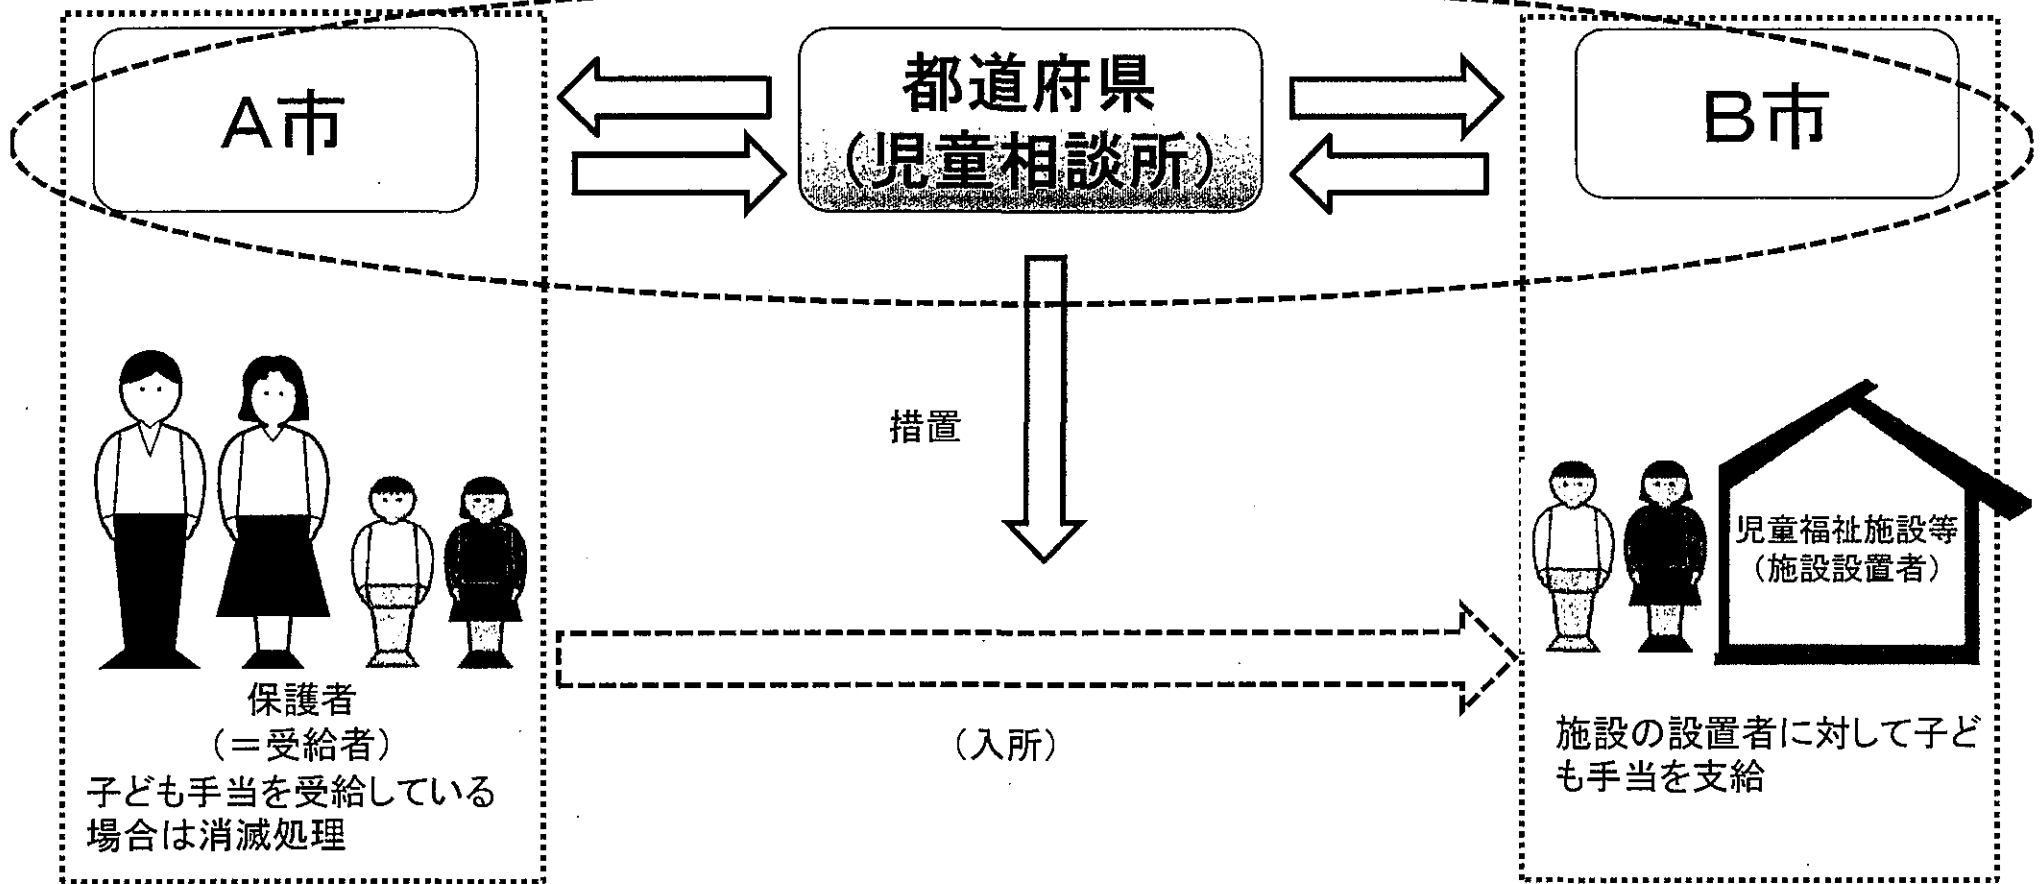 A市
都道府県
（児童相談所）
B市
措置
児童福祉施設等
（施設設置者）
保護者
（＝受給者）
子ども手当を受給している
場合は消滅処理
（入所）
施設の設置者に対して子ど
も手当を支給